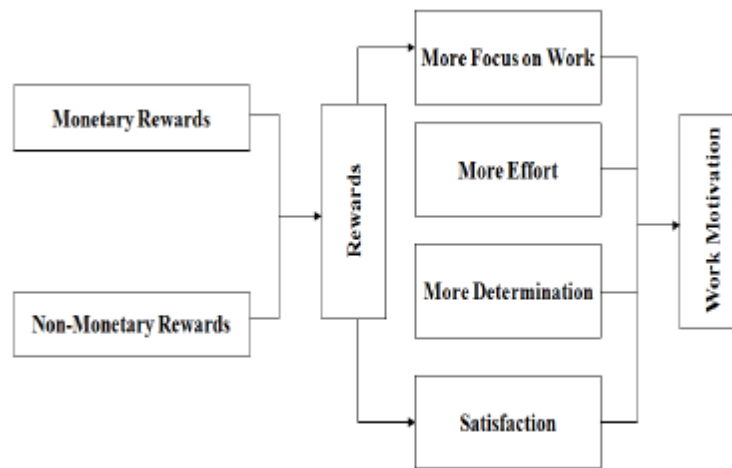 More Focus on Work
Monetary Rewards
More Effort
Rewards
Work Motivation
More Determination
Non-Monetary Rewards
Satisfaction